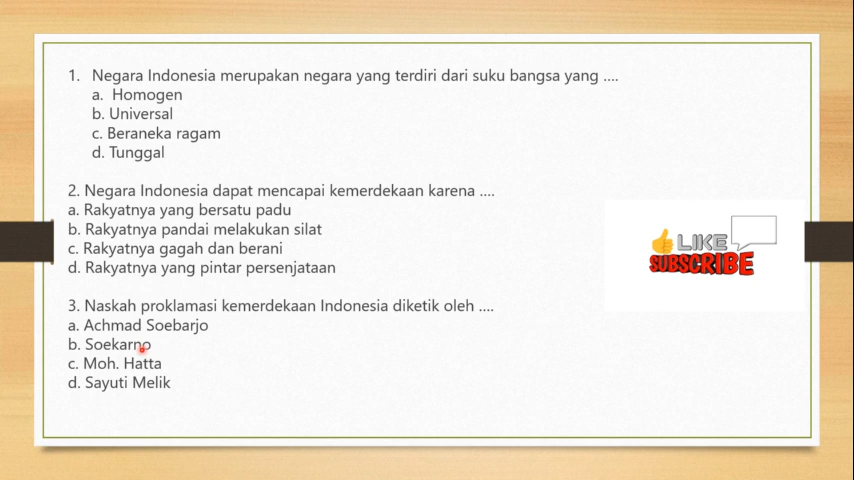 1. Negara Indonesia merupakan negara yang terdiri dari suku bangsa yang ....
a. Homogen
b. Universal
c. Beraneka ragam
d. Tunggal
2. Negara Indonesia dapat mencapai kemerdekaan karena ....
a. Rakyatnya yang bersatu padu
b. Rakyatnya pandai melakukan silat
c. Rakyatnya gagah dan berani
d. Rakyatnya yang pintar persenjataan
3. Naskah proklamasi kemerdekaan Indonesia diketik oleh ....
a. Achmad Soebarjo
b. Soekarno
c. Moh. Hatta
d. Sayuti Melik
LIKE
SUBSCRIBE